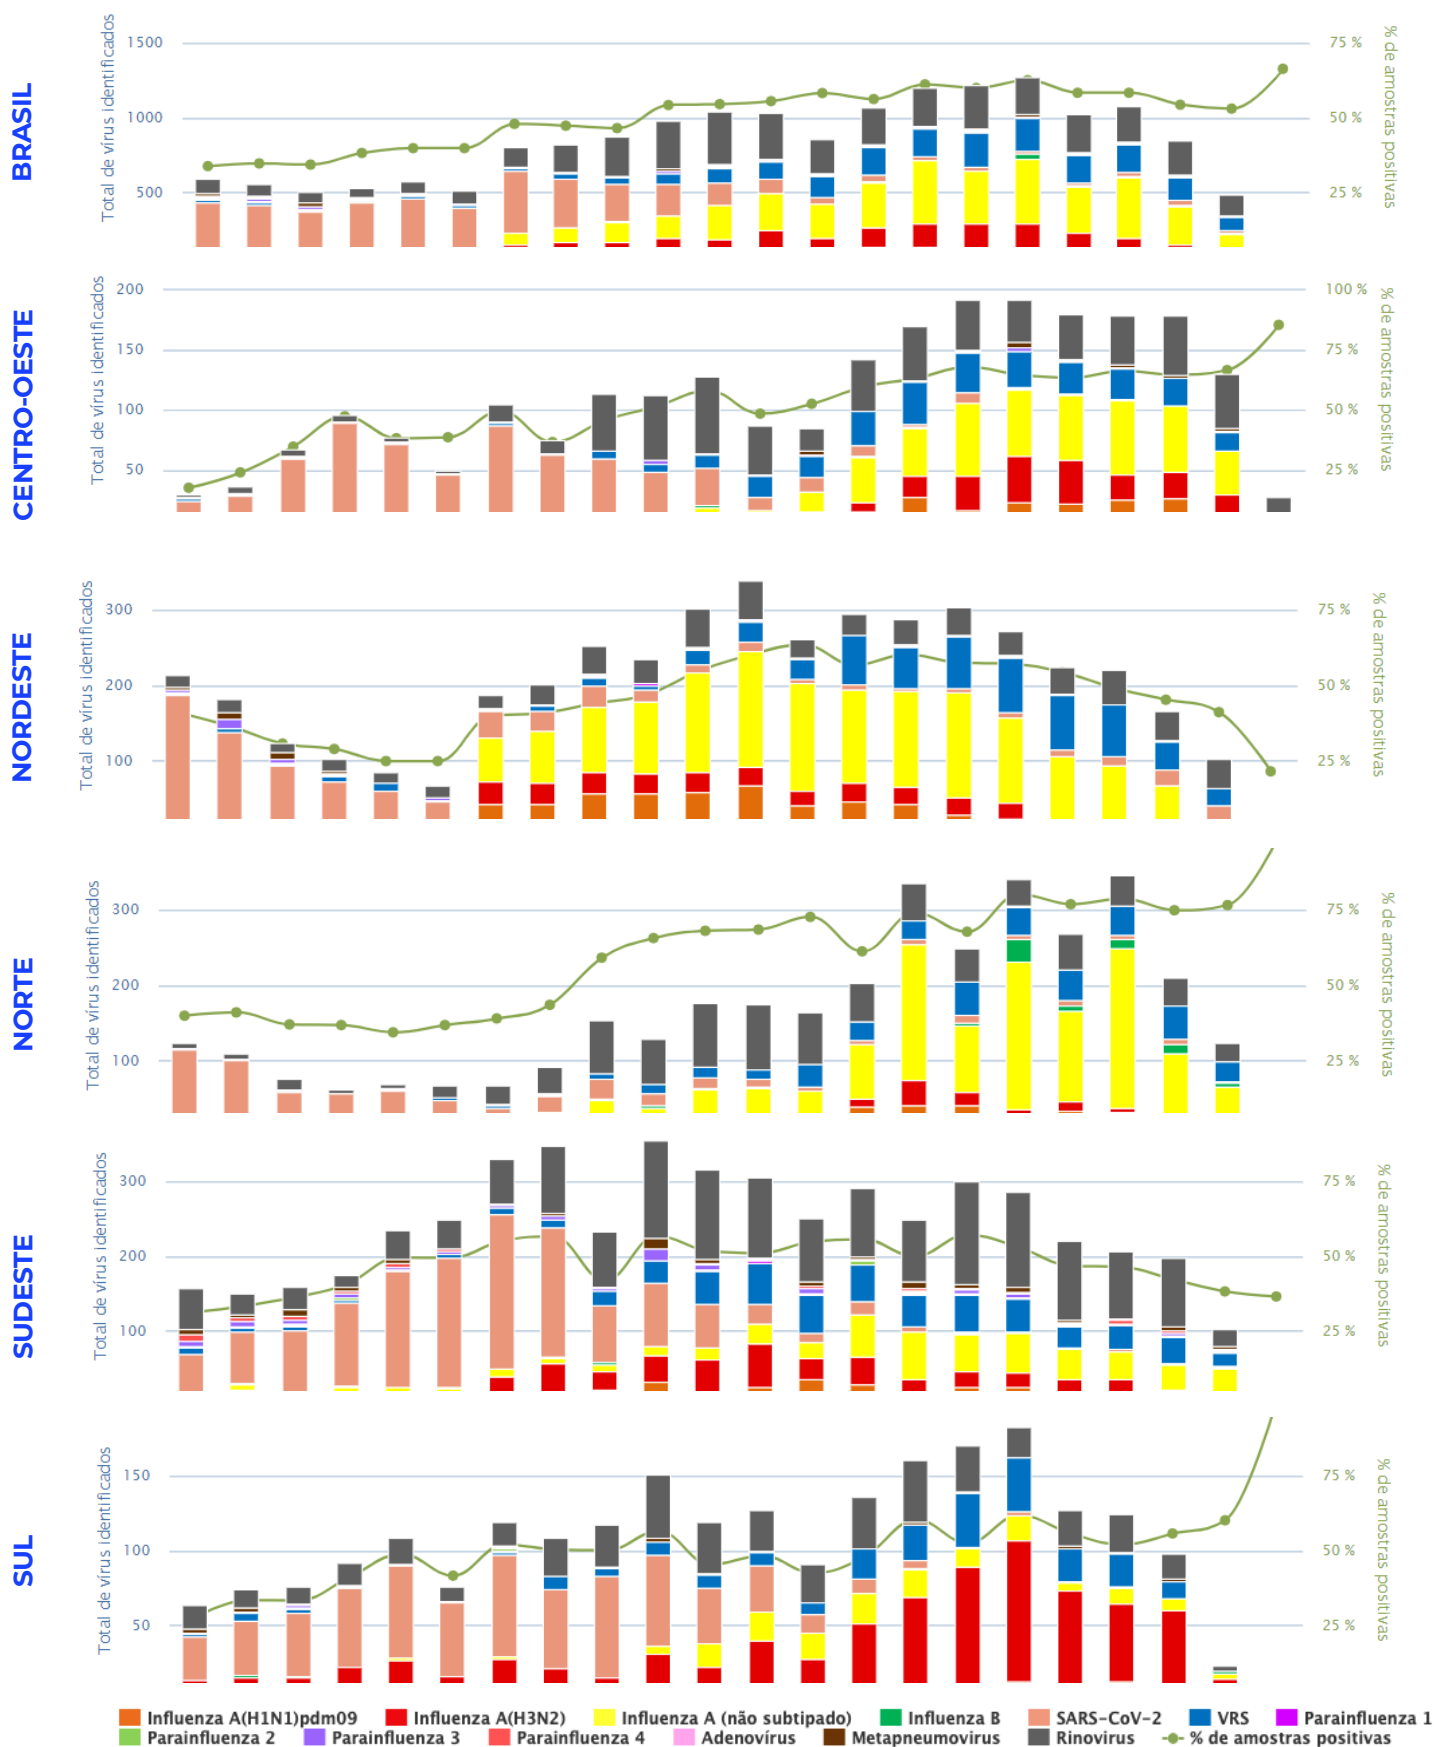 BRASIL
Total de vírus identificados
1500
1000
500
75 %
50 %
25 %
% de amostras positivas
CENTRO-OESTE
Total de vírus identificados
200
150
100
50
100 %
75 %
50 %
25 %
% de amostras positivas
NORDESTE
Total de vírus identificados
300
200
100
75 %
50 %
25 %
% de amostras positivas
NORTE
Total de vírus identificados
300
200
100
75 %
50 %
25 %
% de amostras positivas
SUDESTE
Total de vírus identificados
300
200
100
75 %
50 %
25 %
% de amostras positivas
SUL
Total de vírus identificados
150
100
50
75 %
50 %
25 %
% de amostras positivas
Influenza A(H1N1)pdm09 Influenza A(H3N2) Influenza A (não subtipado) Influenza B SARS-CoV-2 VRS Parainfluenza 1
Parainfluenza 2 Parainfluenza 3 Parainfluenza 4 Adenovírus Metapneumovirus Rinovirus % de amostras positivas